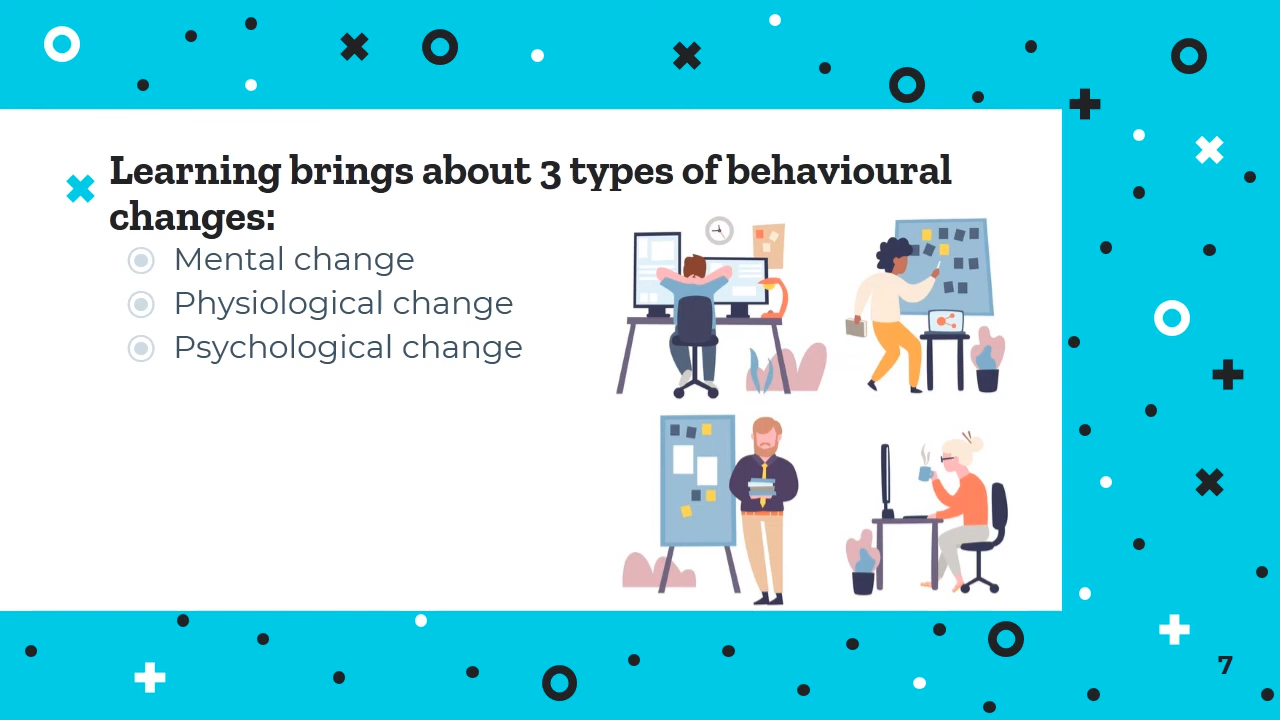 Learning brings about 3 types of behavioural
changes:
Mental change
Physiological change
Psychological change
7